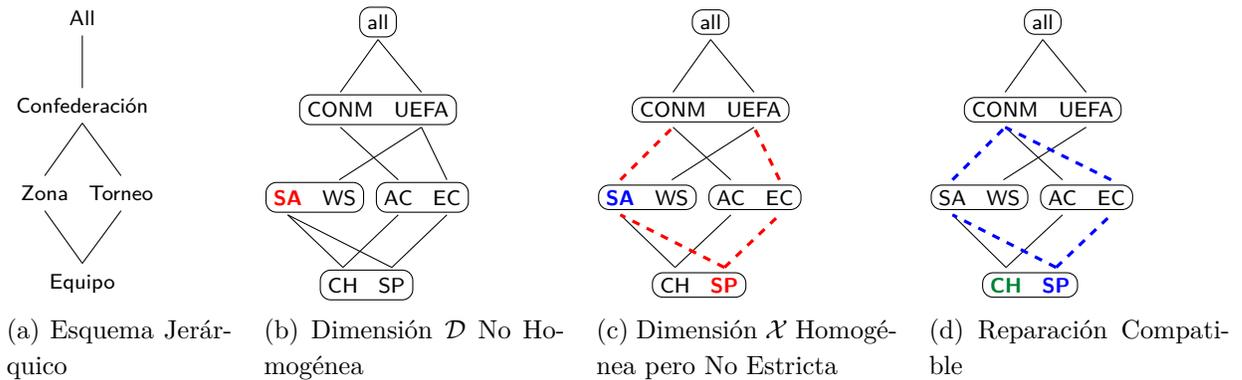 All
Confederación
Zona Torneo
Equipo
(a) Esquema Jerár-
quico
all
CONM UEFA
SA WS AC EC
CH SP
(b) Dimensión 𝒟 No Ho-
mogénea
all
CONM UEFA
SA WS AC EC
CH SP
(c) Dimensión 𝒳 Homogé-
nea pero No Estricta
all
CONM UEFA
SA WS AC EC
CH SP
(d) Reparación Compati-
ble